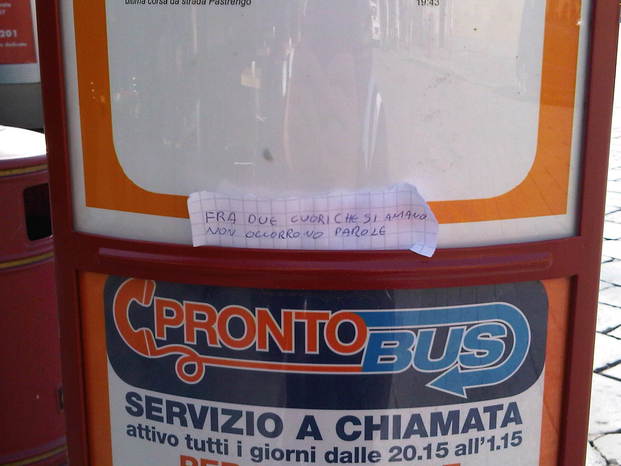 ultima corsa da strada Pastrengo 19:43
201
FRA DUE CUORI CHE SI AMANO
NON OCCORRONO PAROLE
PRONTO
BUS
SERVIZIO A CHIAMATA
attivo tutti i giorni dalle 20.15 all'1.15